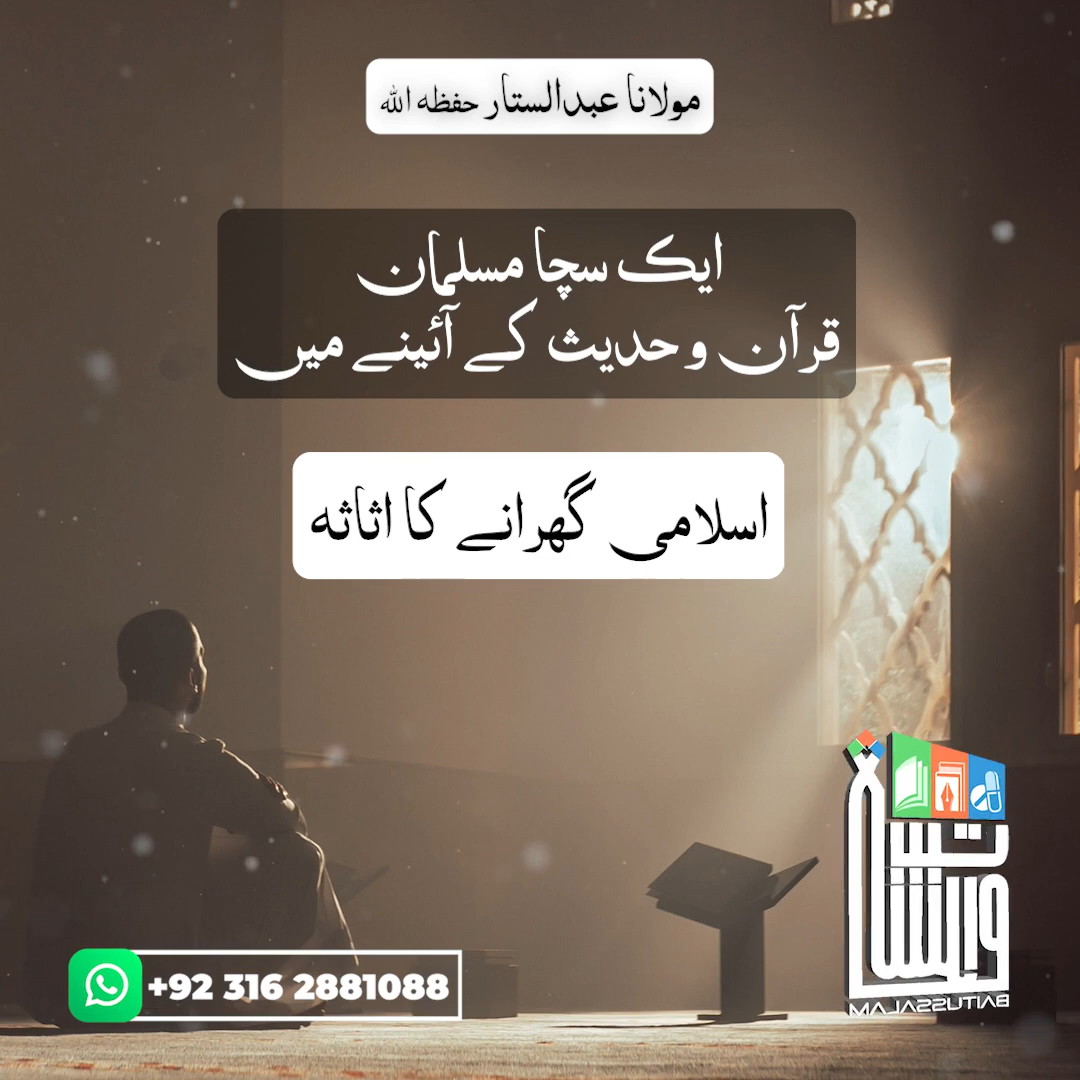 مولانا عبدالستار حفظہ اللہ
ایک سچا مسلمان
قرآن و حدیث کے آئینے میں
اسلامی گھرانے کا اثاثہ
+92 316 2881088
BAITUSSALAM